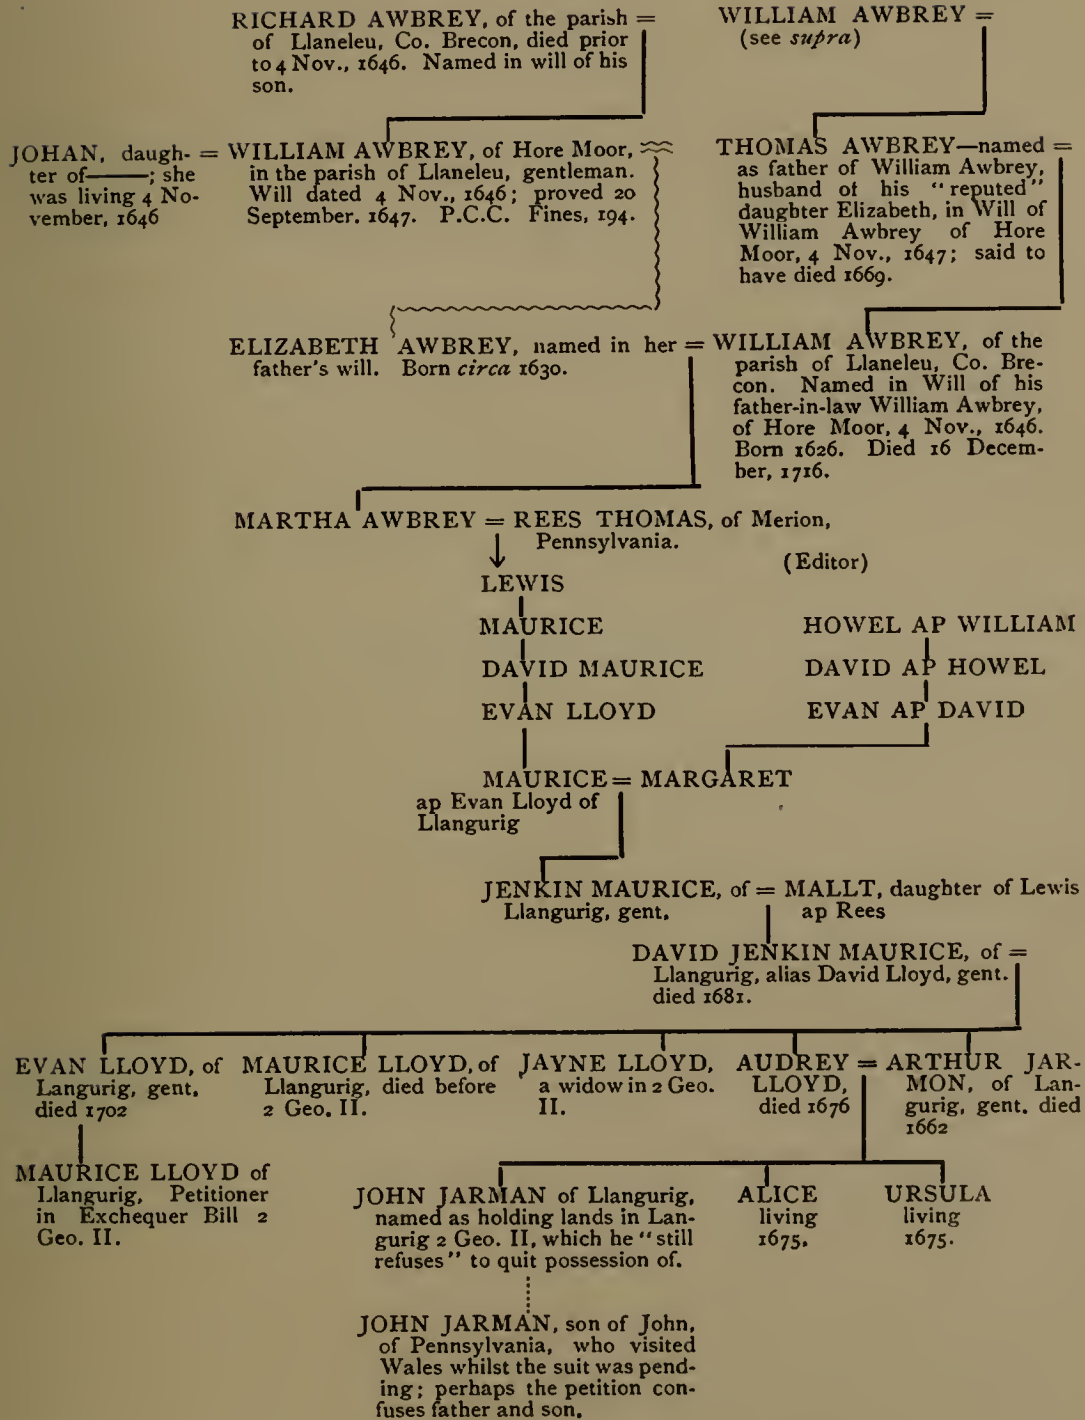 RICHARD AWBREY, of the parish =
of Llaneleu, Co. Brecon, died prior
to 4 Nov., 1646. Named in will of his
son.
WILLIAM AWBREY =
(see supra)
JOHAN, daugh- =
ter of——; she
was living 4 No-
vember, 1646
WILLIAM AWBREY, of Hore Moor,
in the parish of Llaneleu, gentleman.
Will dated 4 Nov., 1646; proved 20
September. 1647. P.C.C. Fines, 194.
THOMAS AWBREY—named =
as father of William Awbrey,
husband of his "reputed"
daughter Elizabeth, in Will of
William Awbrey of Hore
Moor, 4 Nov., 1647; said to
have died 1669.
ELIZABETH AWBREY, named in her =
father's will. Born circa 1630.
WILLIAM AWBREY, of the
parish of Llaneleu, Co. Bre-
con. Named in Will of his
father-in-law William Awbrey,
of Hore Moor, 4 Nov., 1646.
Born 1626. Died 16 Decem-
ber, 1716.
MARTHA AWBREY = REES THOMAS, of Merion,
Pennsylvania.
(Editor)
LEWIS
MAURICE
DAVID MAURICE
EVAN LLOYD
HOWEL AP WILLIAM
DAVID AP HOWEL
EVAN AP DAVID
MAURICE = MARGARET
ap Evan Lloyd of
Llangurig
JENKIN MAURICE, of = MALLT, daughter of Lewis
Llangurig, gent. ap Rees
DAVID JENKIN MAURICE, of =
Llangurig, alias David Lloyd, gent.
died 1681.
EVAN LLOYD, of
Langurig, gent.
died 1702
MAURICE LLOYD, of
Llangurig, died before
2 Geo. II.
JAYNE LLOYD,
a widow in 2 Geo.
II.
AUDREY =
LLOYD,
died 1676
ARTHUR JAR-
MON, of Lan-
gurig, gent. died
1662
MAURICE LLOYD of
Llangurig, Petitioner
in Exchequer Bill 2
Geo. II.
JOHN JARMAN of Llangurig,
named as holding lands in Lan-
gurig 2 Geo. II, which he "still
refuses" to quit possession of.
ALICE
living
1675.
URSULA
living
1675.
JOHN JARMAN, son of John,
of Pennsylvania, who visited
Wales whilst the suit was pend-
ing; perhaps the petition con-
fuses father and son.